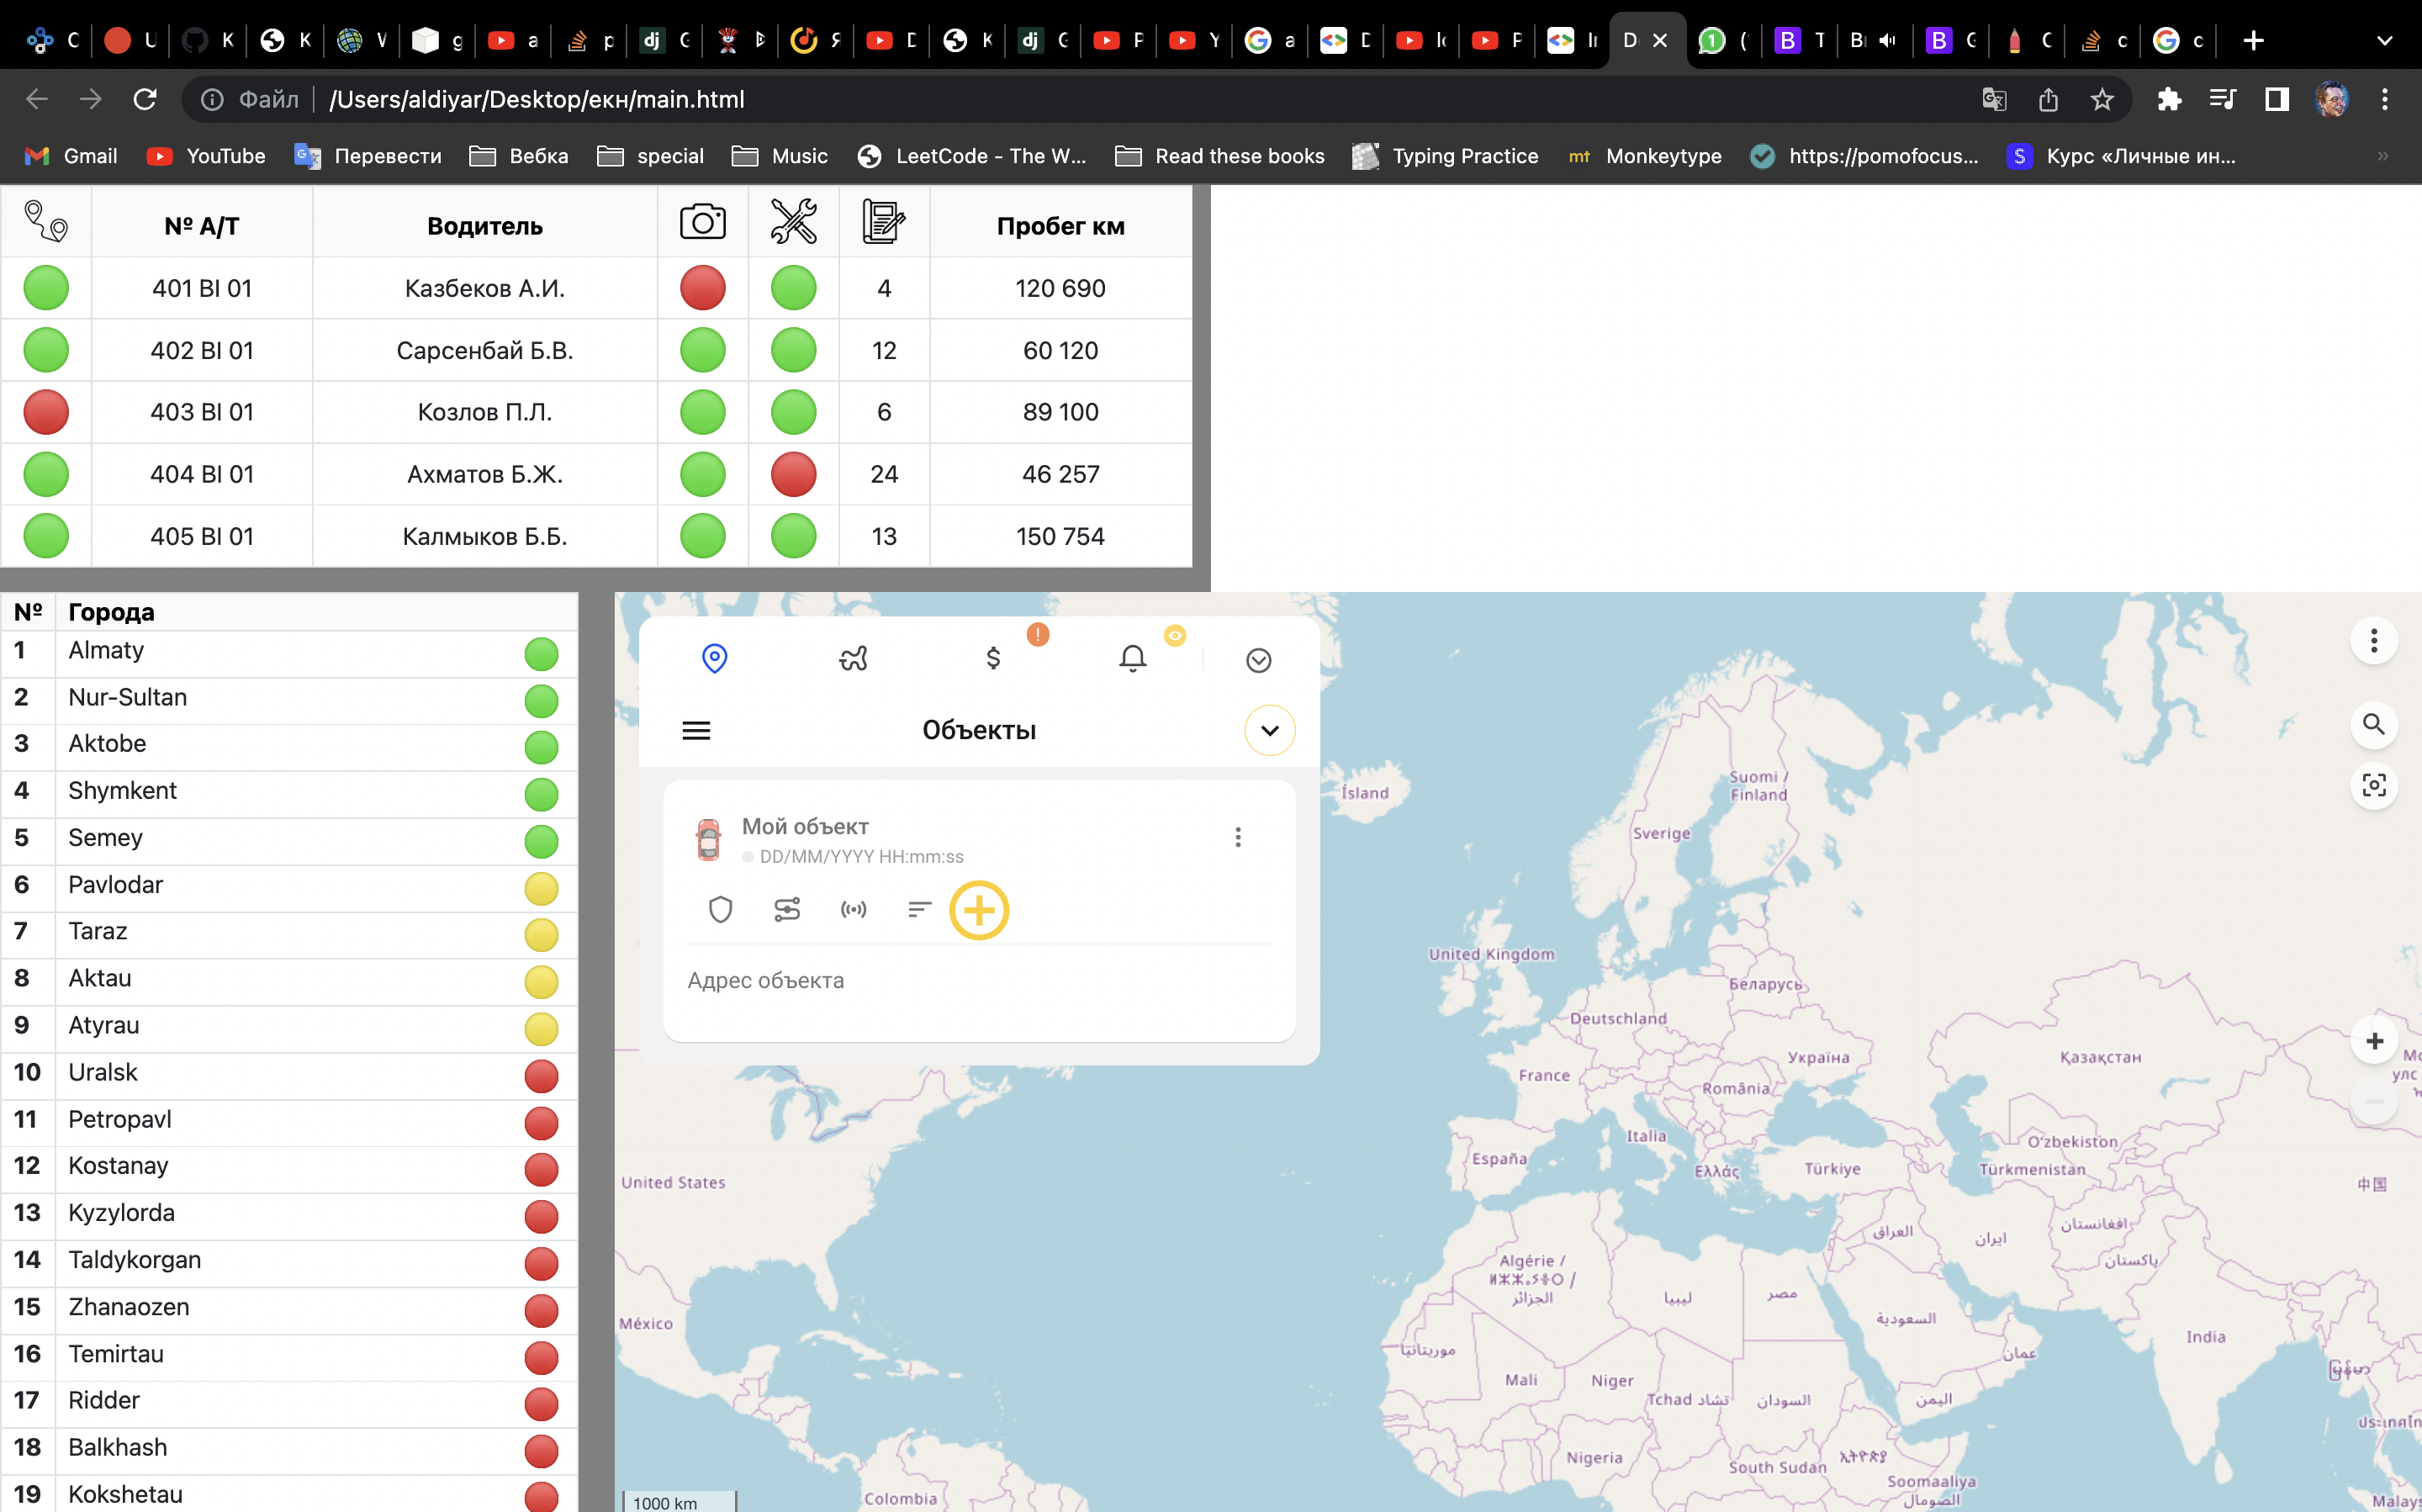 Файл /Users/aldiyar/Desktop/екн/main.html
Gmail YouTube Перевести Вебка special Music LeetCode - The W... Read these books Typing Practice mt Monkeytype https://pomofocus... S Курс «Личные ин... »
№ А/Т Водитель Пробег км
401 BI 01 Казбеков А.И. 4 120 690
402 BI 01 Сарсенбай Б.В. 12 60 120
403 BI 01 Козлов П.Л. 6 89 100
404 BI 01 Ахматов Б.Ж. 24 46 257
405 BI 01 Калмыков Б.Б. 13 150 754
№ Города
1 Almaty
2 Nur-Sultan
3 Aktobe
4 Shymkent
5 Semey
6 Pavlodar
7 Taraz
8 Aktau
9 Atyrau
10 Uralsk
11 Petropavl
12 Kostanay
13 Kyzylorda
14 Taldykorgan
15 Zhanaozen
16 Temirtau
17 Ridder
18 Balkhash
19 Kokshetau
Объекты
Мой объект
DD/MM/YYYY HH:mm:ss
Адрес объекта
Ísland
Suomi /
Finland
Sverige
United Kingdom
Беларусь
Deutschland
Україна
Қазақстан
France
România
Italia
O'zbekiston
España
Ελλάς
Türkiye
Türkmenistan
United States
中国
افغانستان
العراق
ایران
پاکستان
Algérie /
ⵍⵣⵣⴰⵢⴻⵔ /
الجزائر
ليبيا
مصر
México
السعودية
India
موريتانيا
عمان
Mali
Niger
Tchad تشاد
السودان
اليمن
Nigeria
South Sudan
ኢትዮጵያ
Soomaaliya
الصومال
Colombia
1000 km